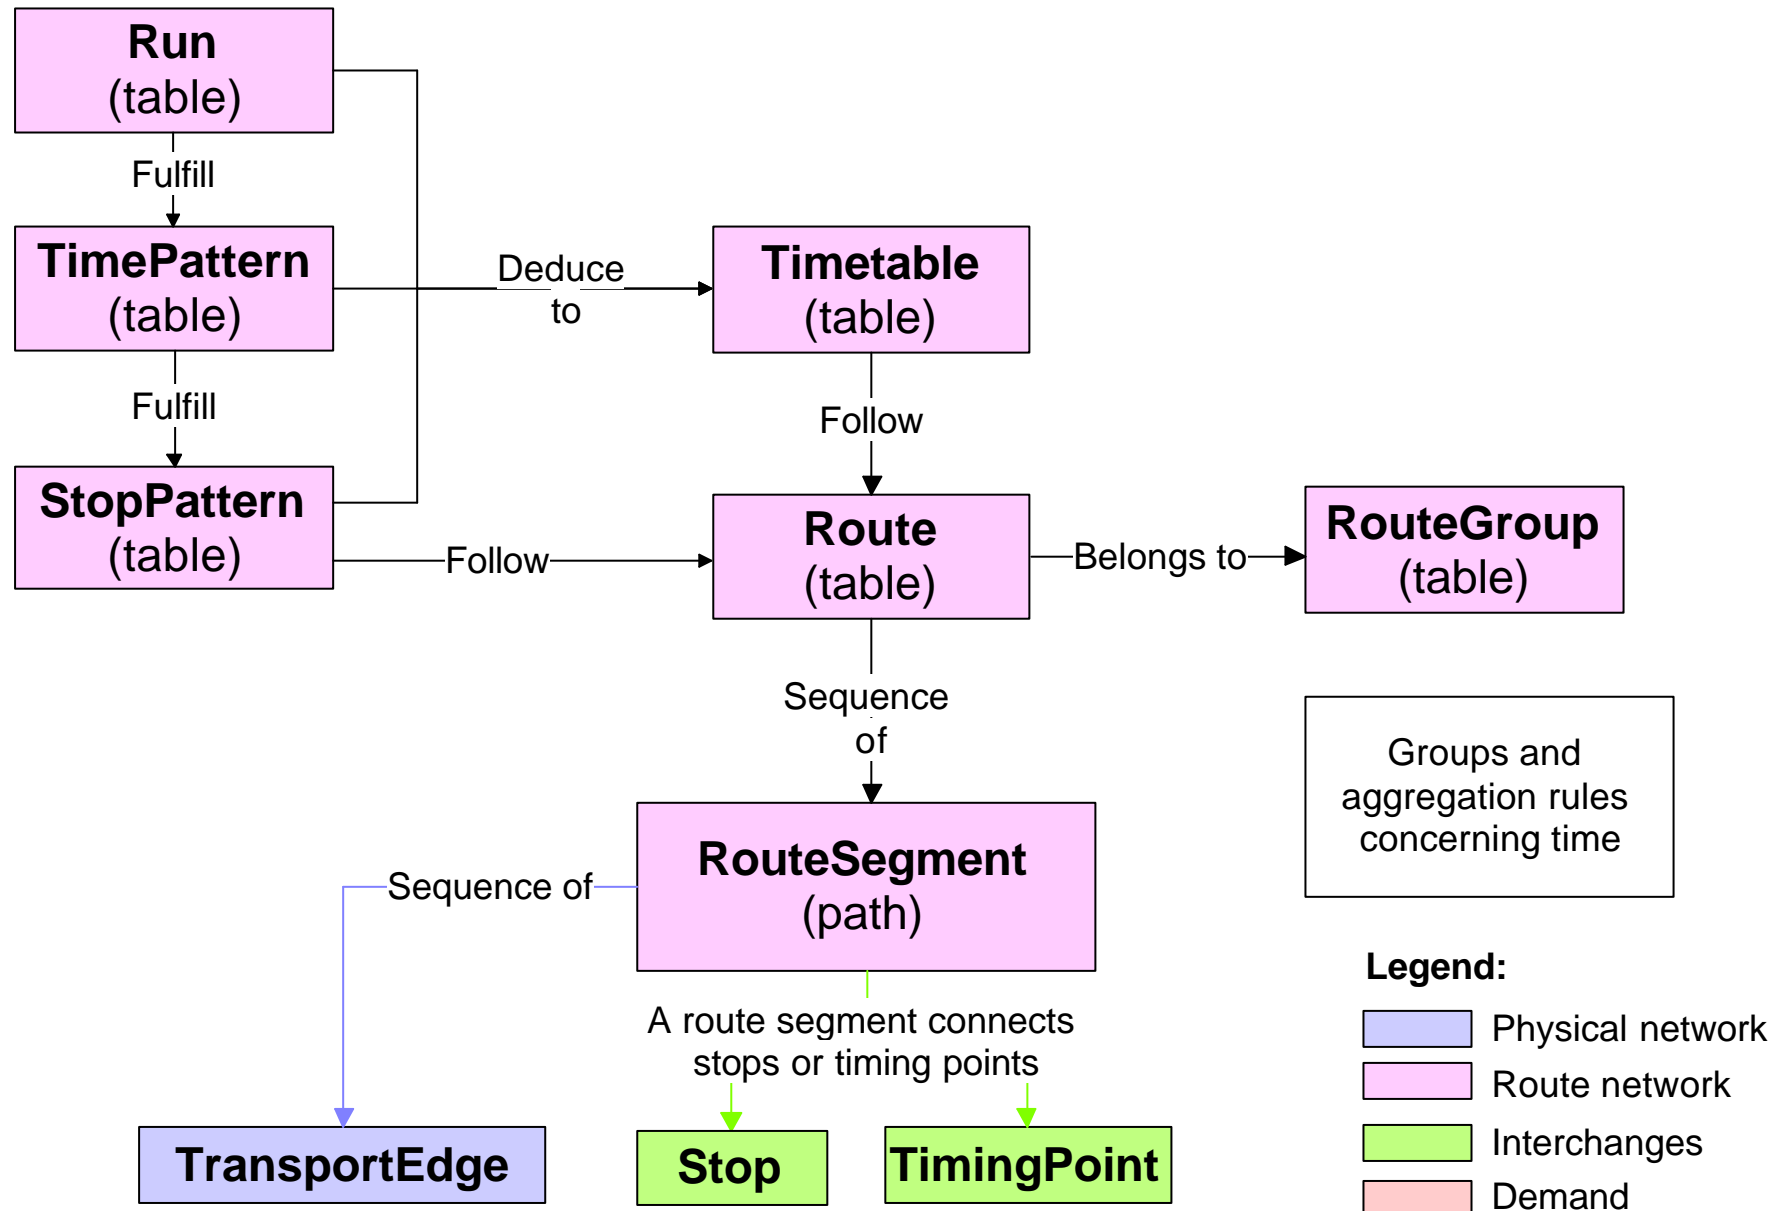 Run
(table)
Fulfill
TimePattern
(table)
Deduce
to
Timetable
(table)
Fulfill
Follow
StopPattern
(table)
Follow
Route
(table)
Belongs to
RouteGroup
(table)
Sequence
of
Groups and
aggregation rules
concerning time
Sequence of
RouteSegment
(path)
A route segment connects
stops or timing points
TransportEdge
Stop
TimingPoint
Legend:
Physical network
Route network
Interchanges
Demand